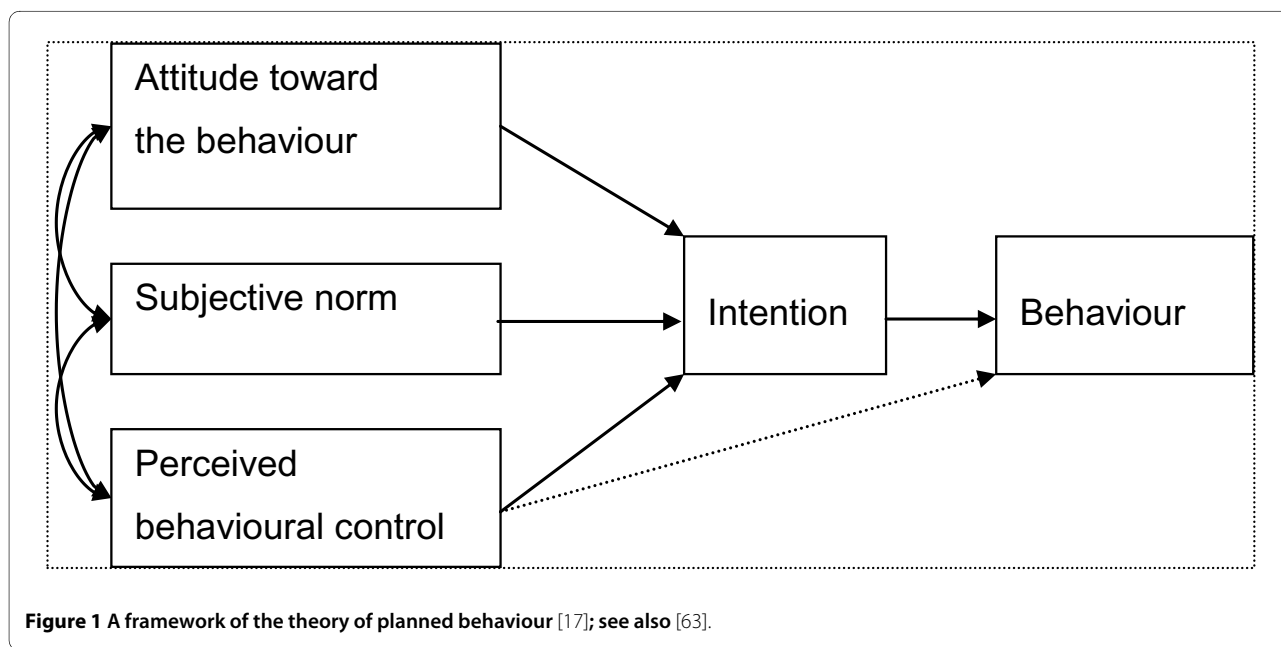 Attitude toward
the behaviour
Subjective norm
Intention
Behaviour
Perceived
behavioural control
Figure 1 A framework of the theory of planned behaviour [17]; see also [63].